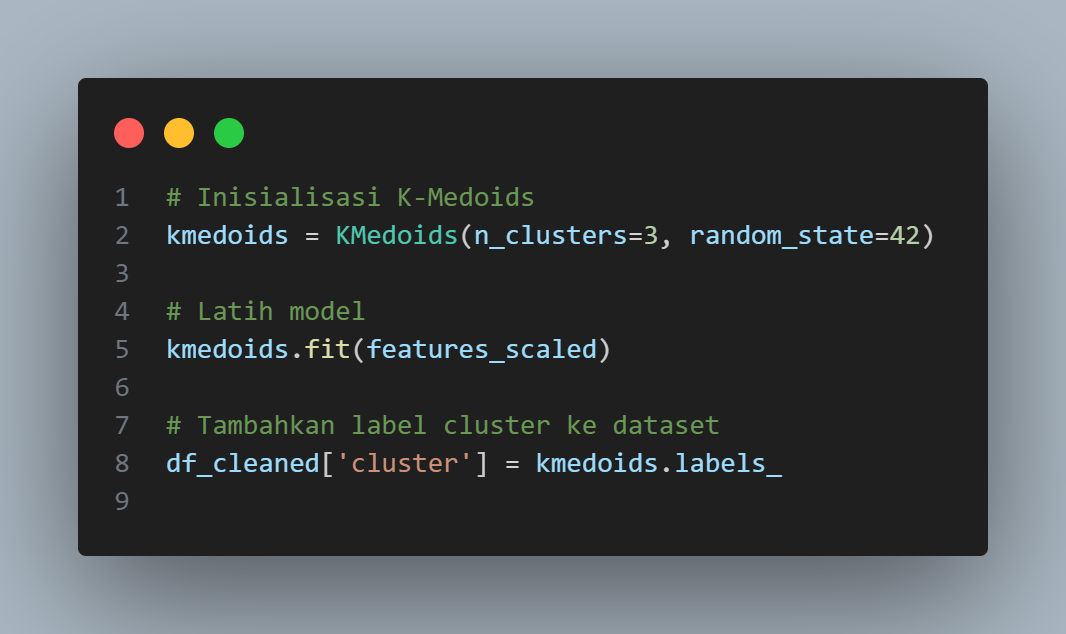 1 # Inisialisasi K-Medoids
2 kmedoids = KMedoids(n_clusters=3, random_state=42)
3
4 # Latih model
5 kmedoids.fit(features_scaled)
6
7 # Tambahkan label cluster ke dataset
8 df_cleaned['cluster'] = kmedoids.labels_
9